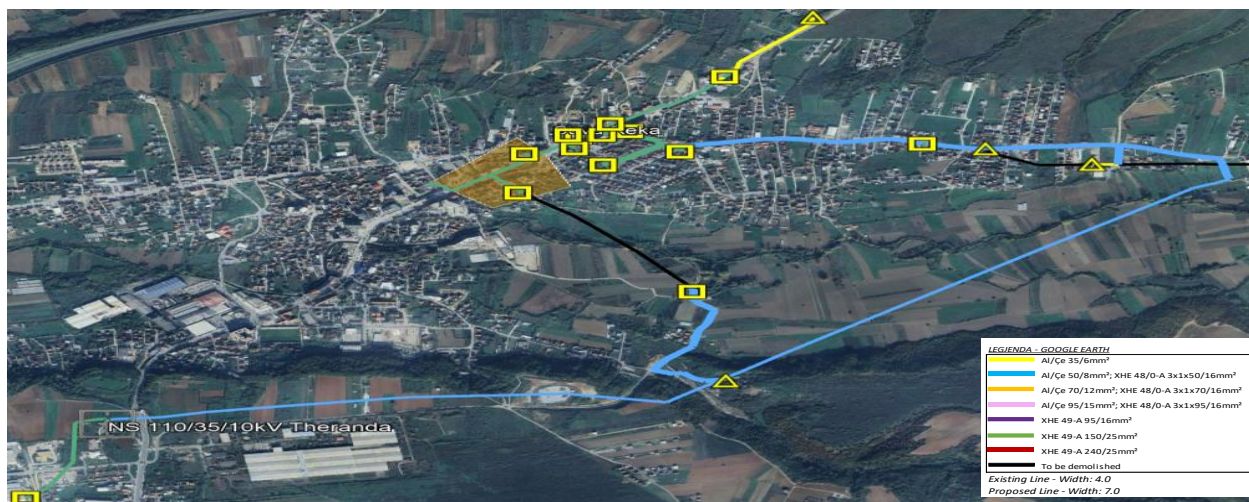 eka
NS 110/35/10kV Theranda
LEGJENDA - GOOGLE EARTH
Al/Çe 35/6mm²
Al/Çe 50/8mm²; XHE 48/0-A 3x1x50/16mm²
Al/Çe 70/12mm²; XHE 48/0-A 3x1x70/16mm²
Al/Çe 95/15mm²; XHE 48/0-A 3x1x95/16mm²
XHE 49-A 95/16mm²
XHE 49-A 150/25mm²
XHE 49-A 240/25mm²
To be demolished
Existing Line - Width: 4.0
Proposed Line - Width: 7.0